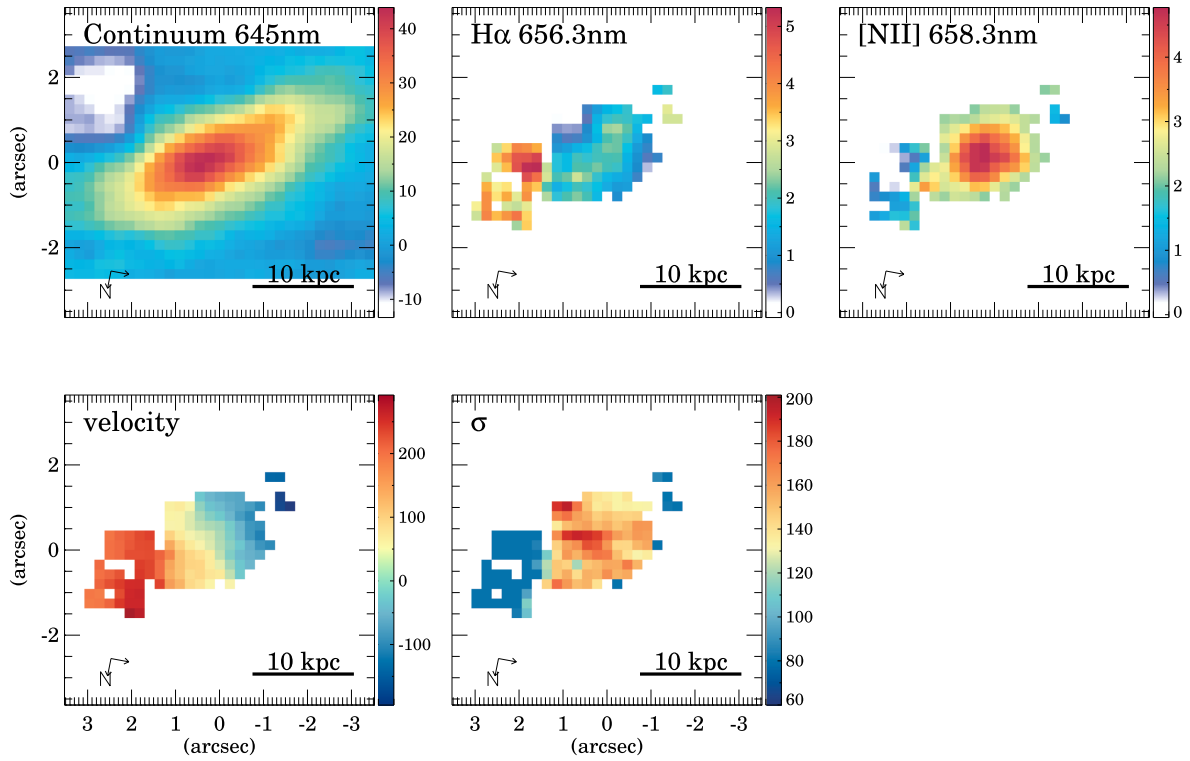 Continuum 645nm
Hα 656.3nm
[NII] 658.3nm
40
30
20
10
0
-10
5
4
3
2
1
0
4
3
2
1
0
2
0
-2
(arcsec)
N
10 kpc
N
10 kpc
N
10 kpc
velocity
σ
200
100
0
-100
200
180
160
140
120
100
80
60
2
0
-2
(arcsec)
N
10 kpc
N
10 kpc
3 2 1 0 -1 -2 -3
3 2 1 0 -1 -2 -3
(arcsec)
(arcsec)